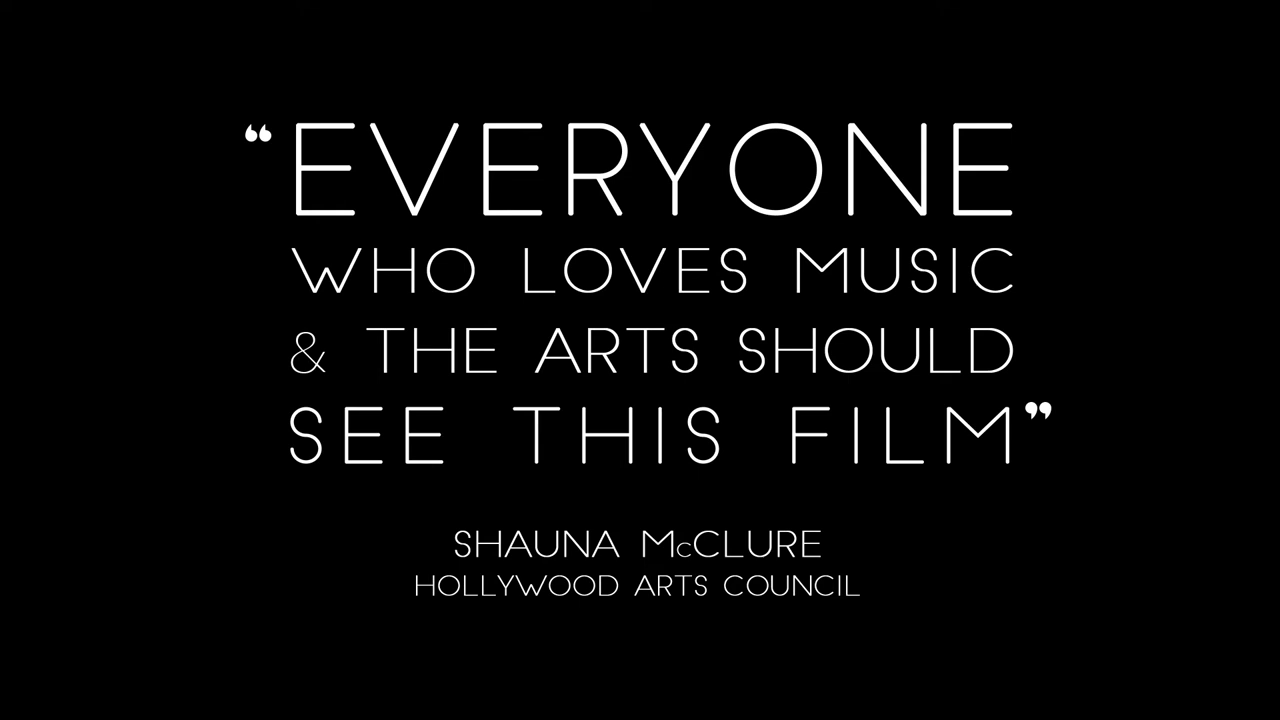 “EVERYONE
WHO LOVES MUSIC
& THE ARTS SHOULD
SEE THIS FILM”
SHAUNA McCLURE
HOLLYWOOD ARTS COUNCIL